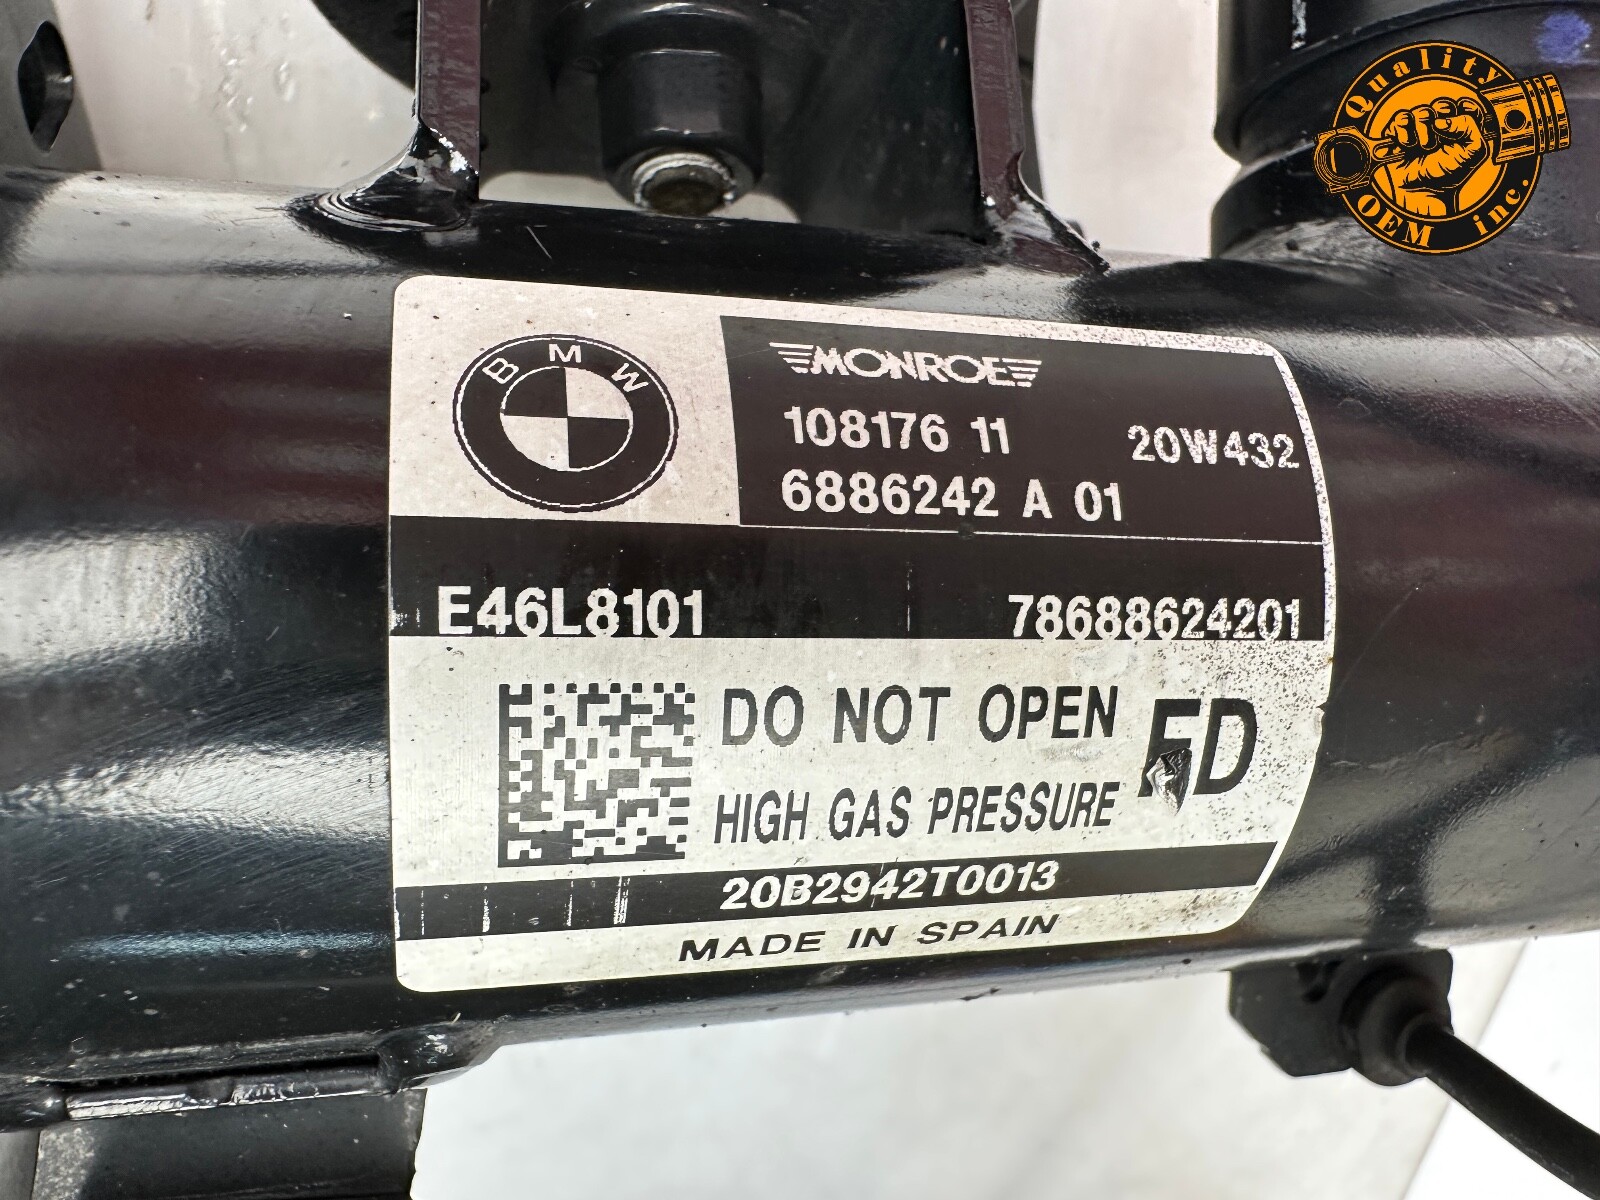 Quality
OEM inc.
BMW
MONROE
108176 11 20W432
6886242 A 01
E46L8101 78688624201
DO NOT OPEN
HIGH GAS PRESSURE
FD
20B2942T0013
MADE IN SPAIN